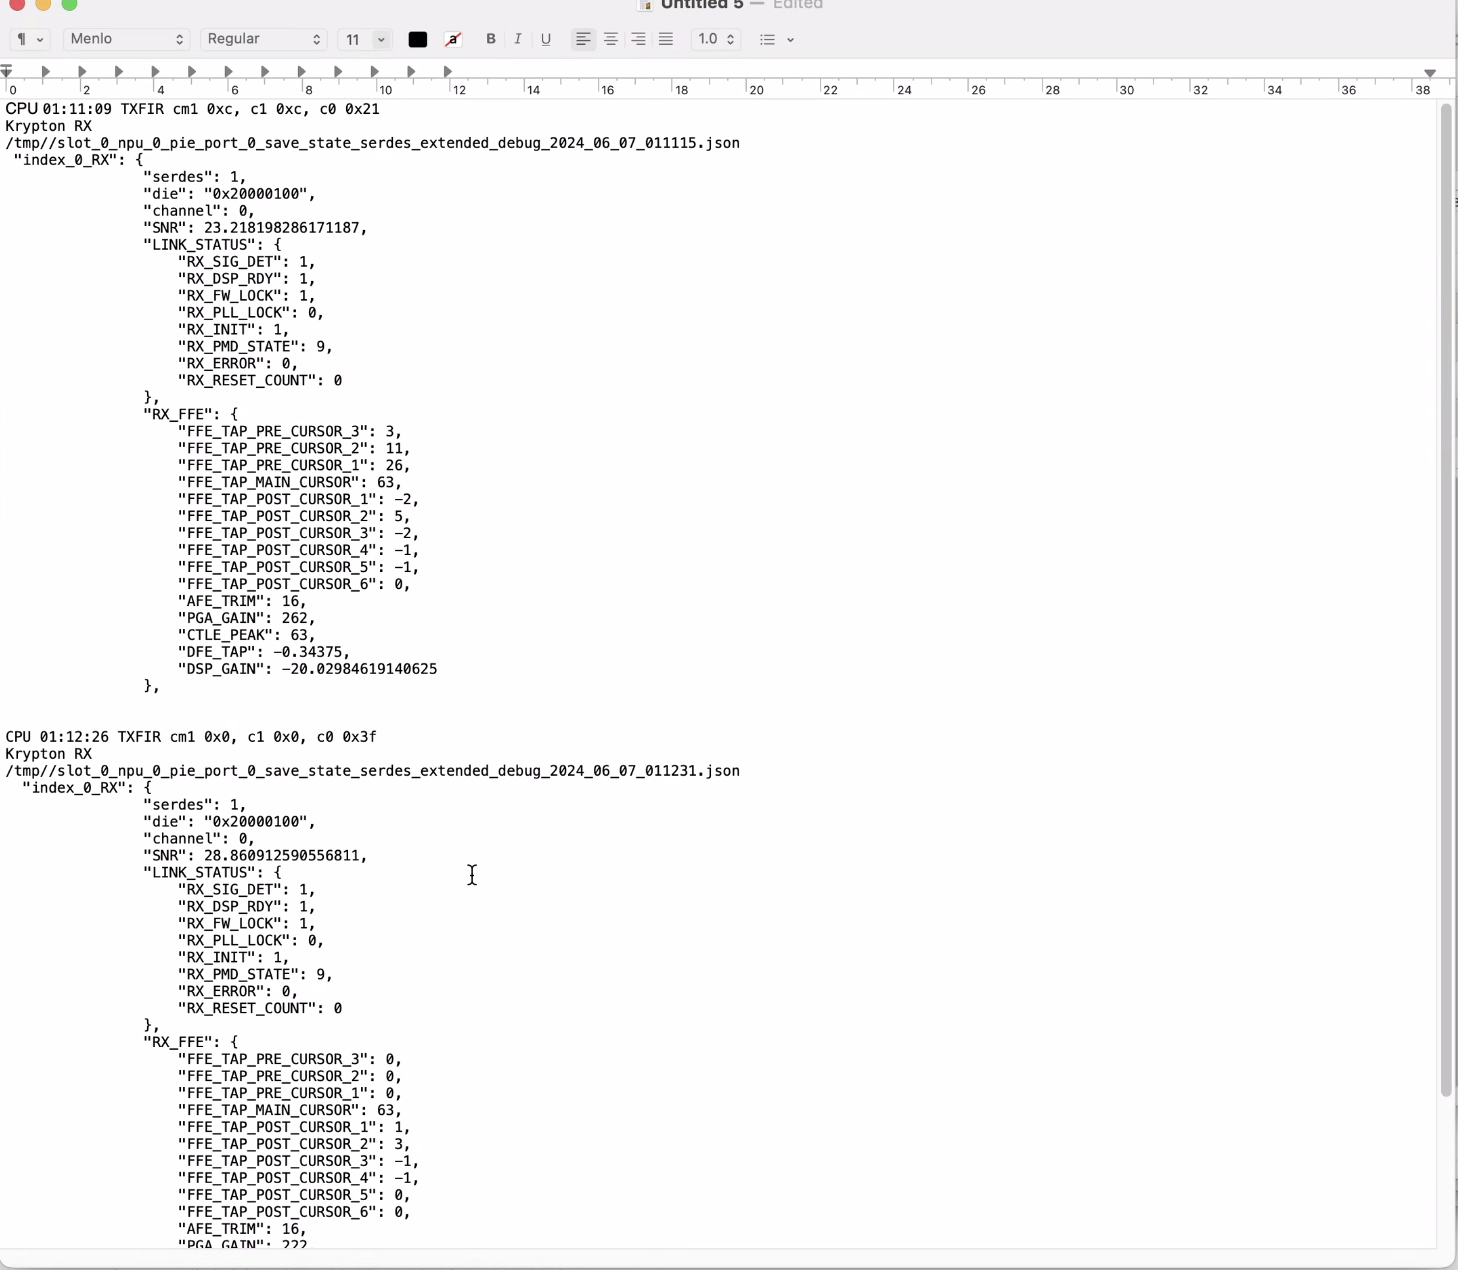 Untitled 5 — Edited
¶ Menlo Regular 11 a B I U 1.0
0 2 4 6 8 10 12 14 16 18 20 22 24 26 28 30 32 34 36 38
CPU 01:11:09 TXFIR cm1 0xc, c1 0xc, c0 0x21
Krypton RX
/tmp//slot_0_npu_0_pie_port_0_save_state_serdes_extended_debug_2024_06_07_011115.json
"index_0_RX": {
"serdes": 1,
"die": "0x20000100",
"channel": 0,
"SNR": 23.218198286171187,
"LINK_STATUS": {
"RX_SIG_DET": 1,
"RX_DSP_RDY": 1,
"RX_FW_LOCK": 1,
"RX_PLL_LOCK": 0,
"RX_INIT": 1,
"RX_PMD_STATE": 9,
"RX_ERROR": 0,
"RX_RESET_COUNT": 0
},
"RX_FFE": {
"FFE_TAP_PRE_CURSOR_3": 3,
"FFE_TAP_PRE_CURSOR_2": 11,
"FFE_TAP_PRE_CURSOR_1": 26,
"FFE_TAP_MAIN_CURSOR": 63,
"FFE_TAP_POST_CURSOR_1": -2,
"FFE_TAP_POST_CURSOR_2": 5,
"FFE_TAP_POST_CURSOR_3": -2,
"FFE_TAP_POST_CURSOR_4": -1,
"FFE_TAP_POST_CURSOR_5": -1,
"FFE_TAP_POST_CURSOR_6": 0,
"AFE_TRIM": 16,
"PGA_GAIN": 262,
"CTLE_PEAK": 63,
"DFE_TAP": -0.34375,
"DSP_GAIN": -20.02984619140625
},
CPU 01:12:26 TXFIR cm1 0x0, c1 0x0, c0 0x3f
Krypton RX
/tmp//slot_0_npu_0_pie_port_0_save_state_serdes_extended_debug_2024_06_07_011231.json
"index_0_RX": {
"serdes": 1,
"die": "0x20000100",
"channel": 0,
"SNR": 28.860912590556811,
"LINK_STATUS": {
"RX_SIG_DET": 1,
"RX_DSP_RDY": 1,
"RX_FW_LOCK": 1,
"RX_PLL_LOCK": 0,
"RX_INIT": 1,
"RX_PMD_STATE": 9,
"RX_ERROR": 0,
"RX_RESET_COUNT": 0
},
"RX_FFE": {
"FFE_TAP_PRE_CURSOR_3": 0,
"FFE_TAP_PRE_CURSOR_2": 0,
"FFE_TAP_PRE_CURSOR_1": 0,
"FFE_TAP_MAIN_CURSOR": 63,
"FFE_TAP_POST_CURSOR_1": 1,
"FFE_TAP_POST_CURSOR_2": 3,
"FFE_TAP_POST_CURSOR_3": -1,
"FFE_TAP_POST_CURSOR_4": -1,
"FFE_TAP_POST_CURSOR_5": 0,
"FFE_TAP_POST_CURSOR_6": 0,
"AFE_TRIM": 16,
"PGA_GAIN": 222